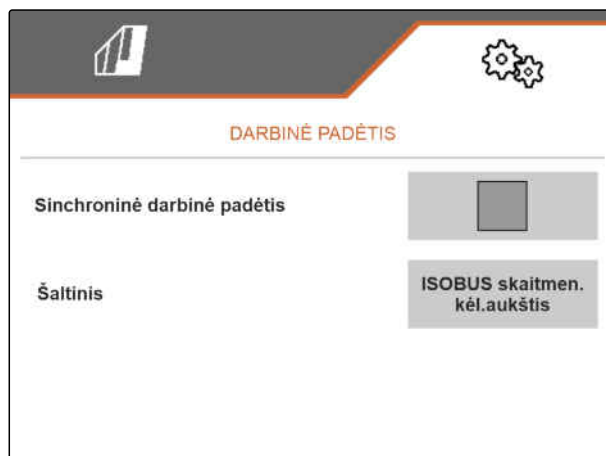 DARBINĖ PADĖTIS
Sinchroninė darbinė padėtis
Šaltinis
ISOBUS skaitmen.
kėl.aukštis